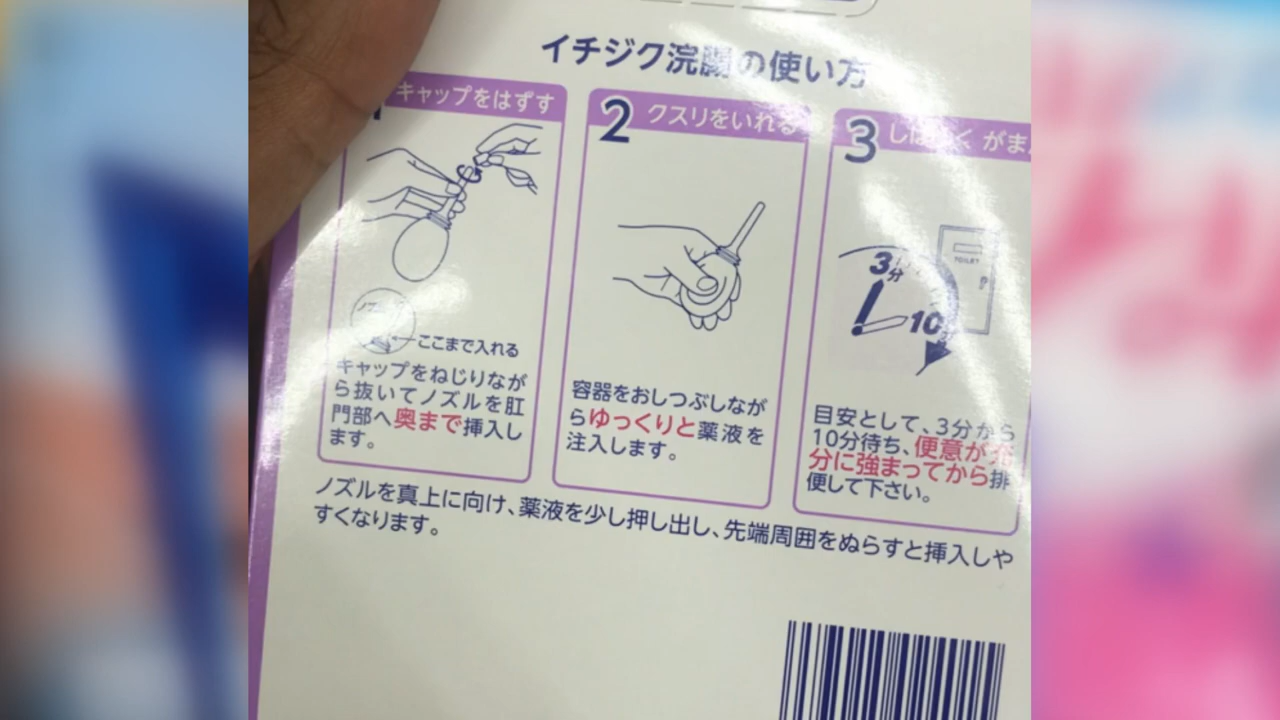 イチジク浣腸の使い方
キャップをはずす
2 クスリをいれる
3
3分
10
TOILET
ここまで入れる
キャップをねじりなが
ら抜いてノズルを肛
門部へ奥まで挿入し
ます。
容器をおしつぶしなが
らゆっくりと薬液を
注入します。
目安として、3分から
10分待ち、便意が充
分に強まってから排
便して下さい。
ノズルを真上に向け、薬液を少し押し出し、先端周囲をぬらすと挿入しや
すくなります。